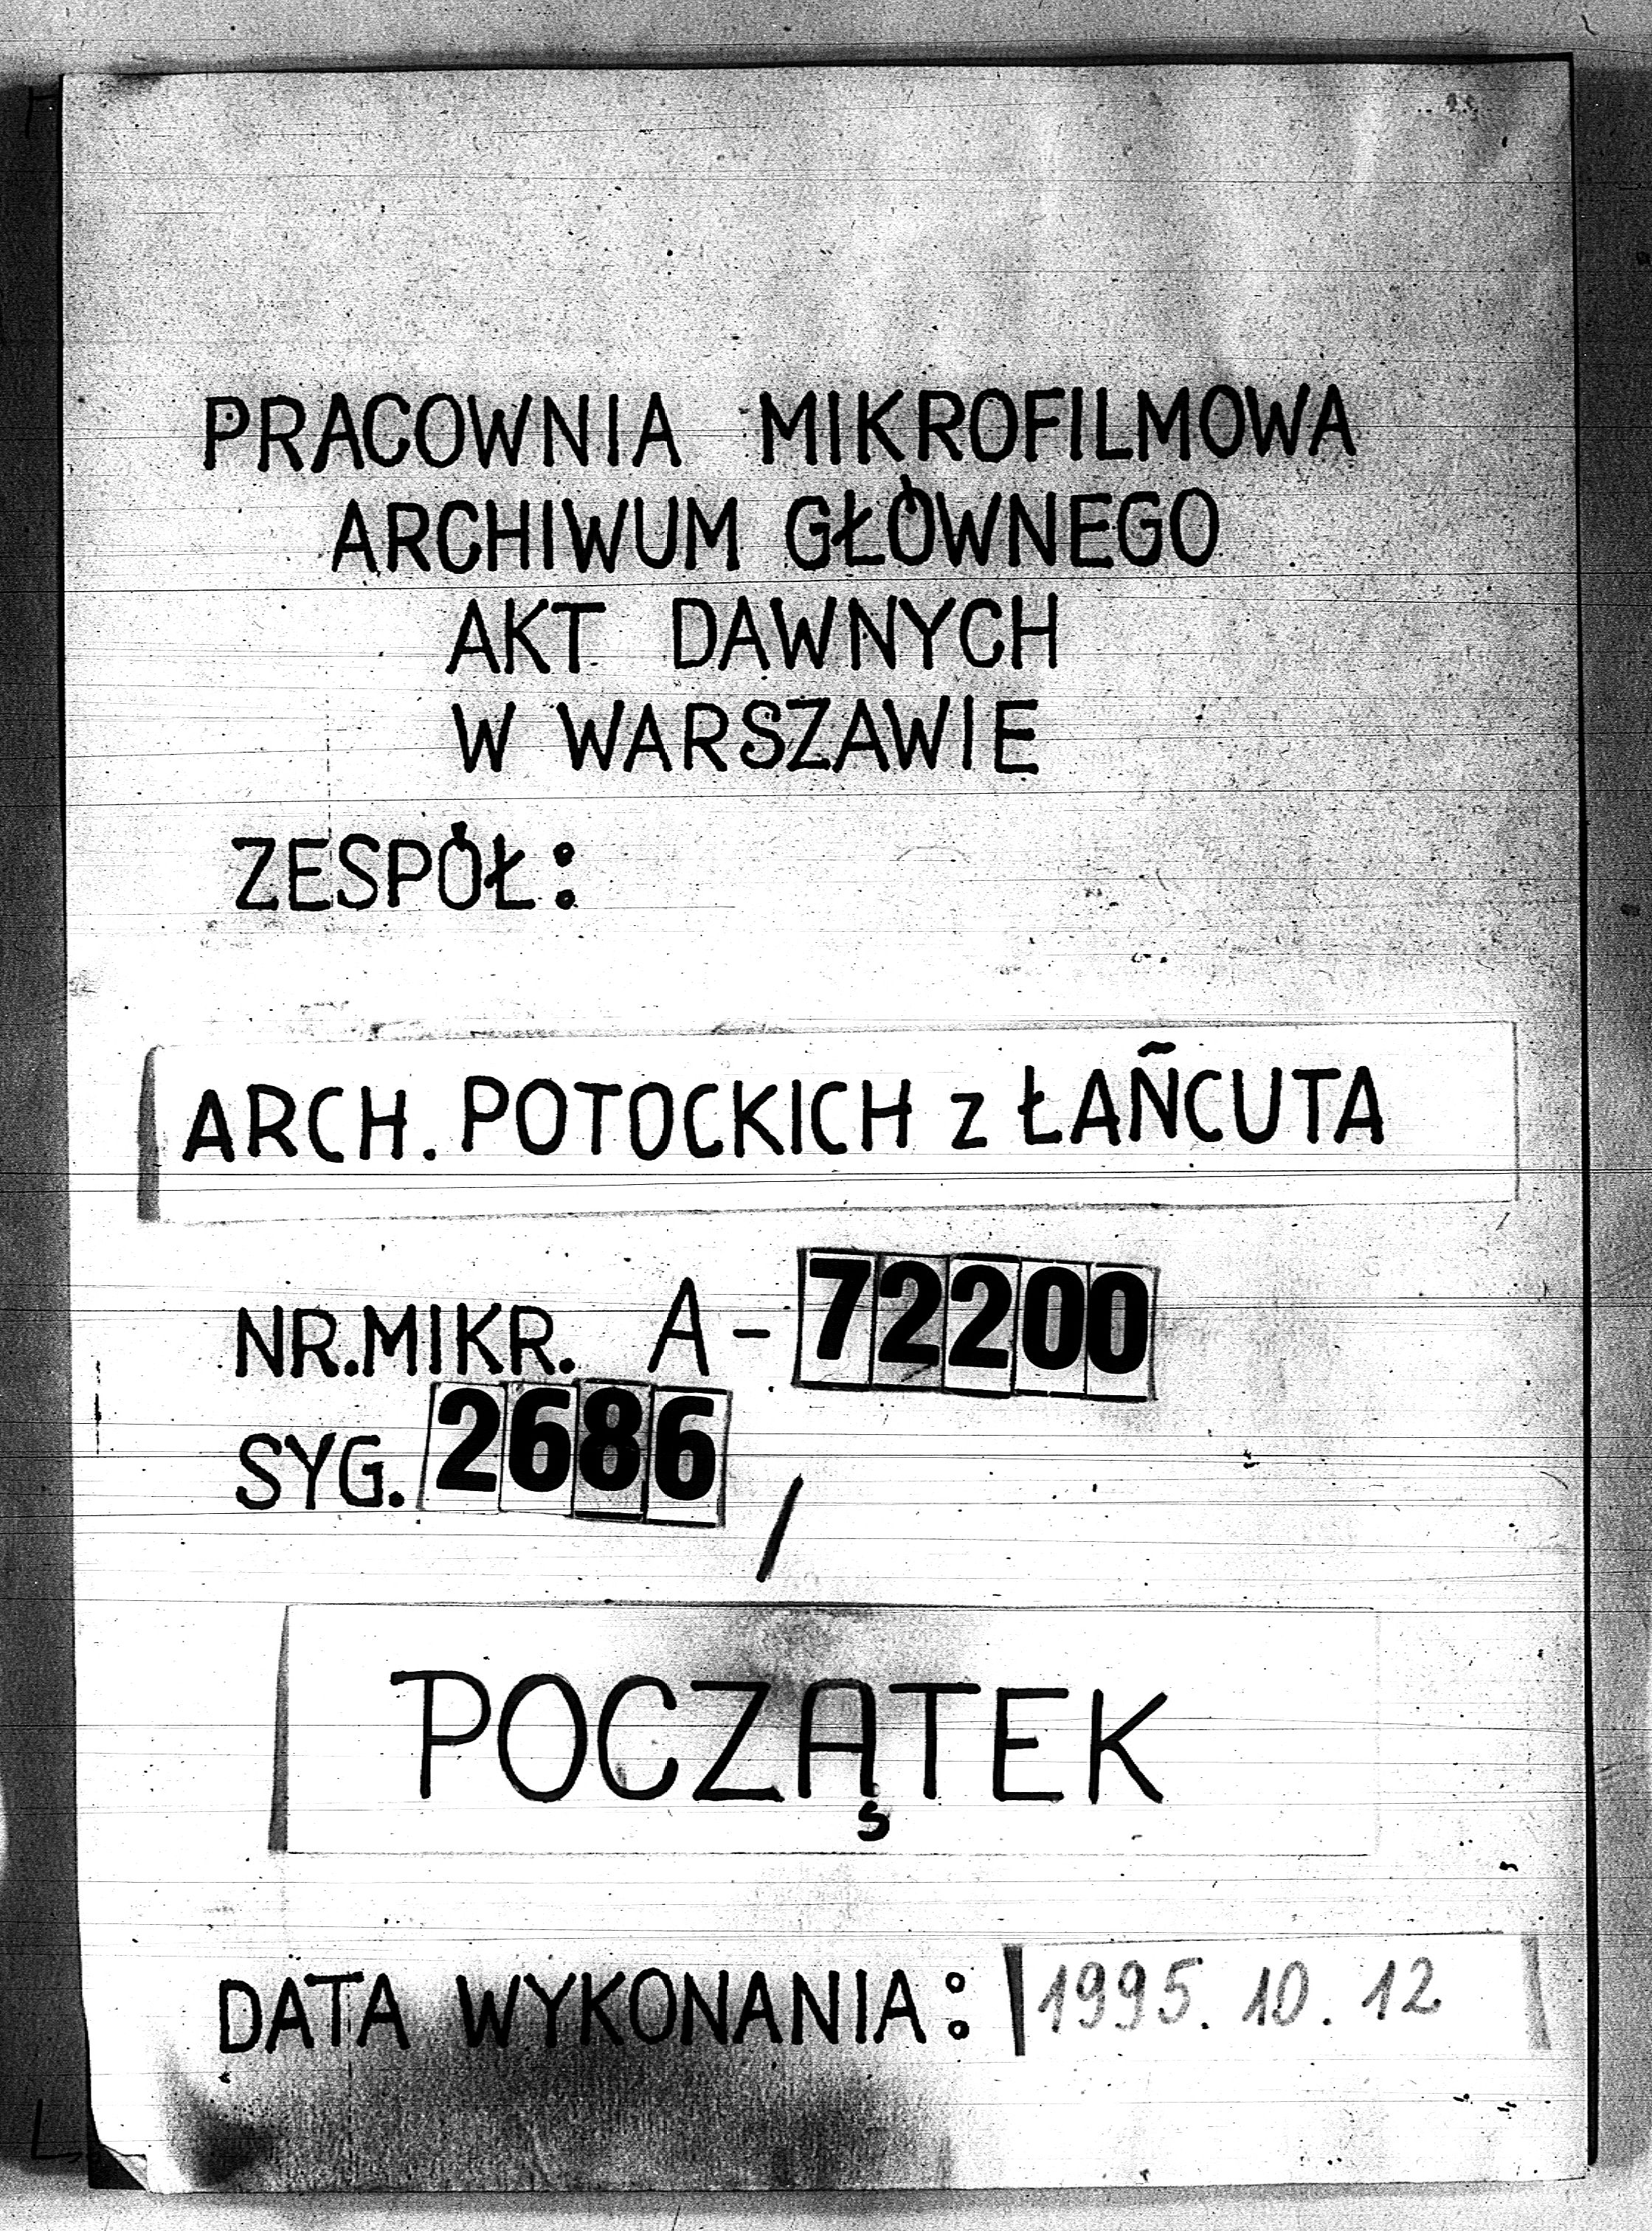 PRACOWNIA MIKROFILMOWA
ARCHIWUM GŁÓWNEGO
AKT DAWNYCH
W WARSZAWIE
ZESPÓŁ:
ARCH. POTOCKICH z ŁAŃCUTA
NR.MIKR. A-72200
SYG. 2686 /
POCZĄTEK
DATA WYKONANIA: 1995.10.12